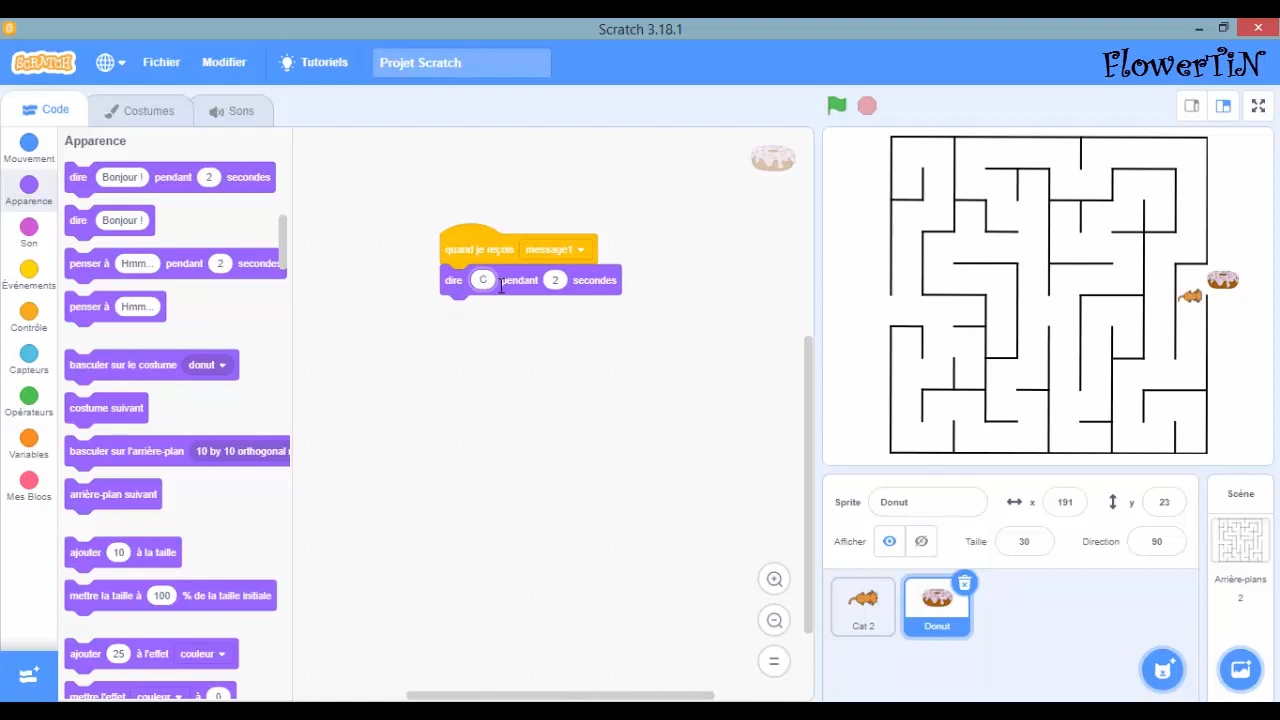 Scratch 3.18.1
SCRATCH Fichier Modifier Tutoriels Projet Scratch FlowerTiN
Code Costumes Sons
Mouvement
Apparence
Son
Événements
Contrôle
Capteurs
Opérateurs
Variables
Mes Blocs
Apparence
dire Bonjour ! pendant 2 secondes
dire Bonjour !
penser à Hmm... pendant 2 secondes
penser à Hmm...
basculer sur le costume donut
costume suivant
basculer sur l'arrière-plan 10 by 10 orthogonal
arrière-plan suivant
ajouter 10 à la taille
mettre la taille à 100 % de la taille initiale
ajouter 25 à l'effet couleur
mettre l'effet couleur à 0
quand je reçois message1
dire C pendant 2 secondes
Sprite Donut x 191 y 23
Afficher Taille 30 Direction 90
Cat 2
Donut
Scène
Arrière-plans
2